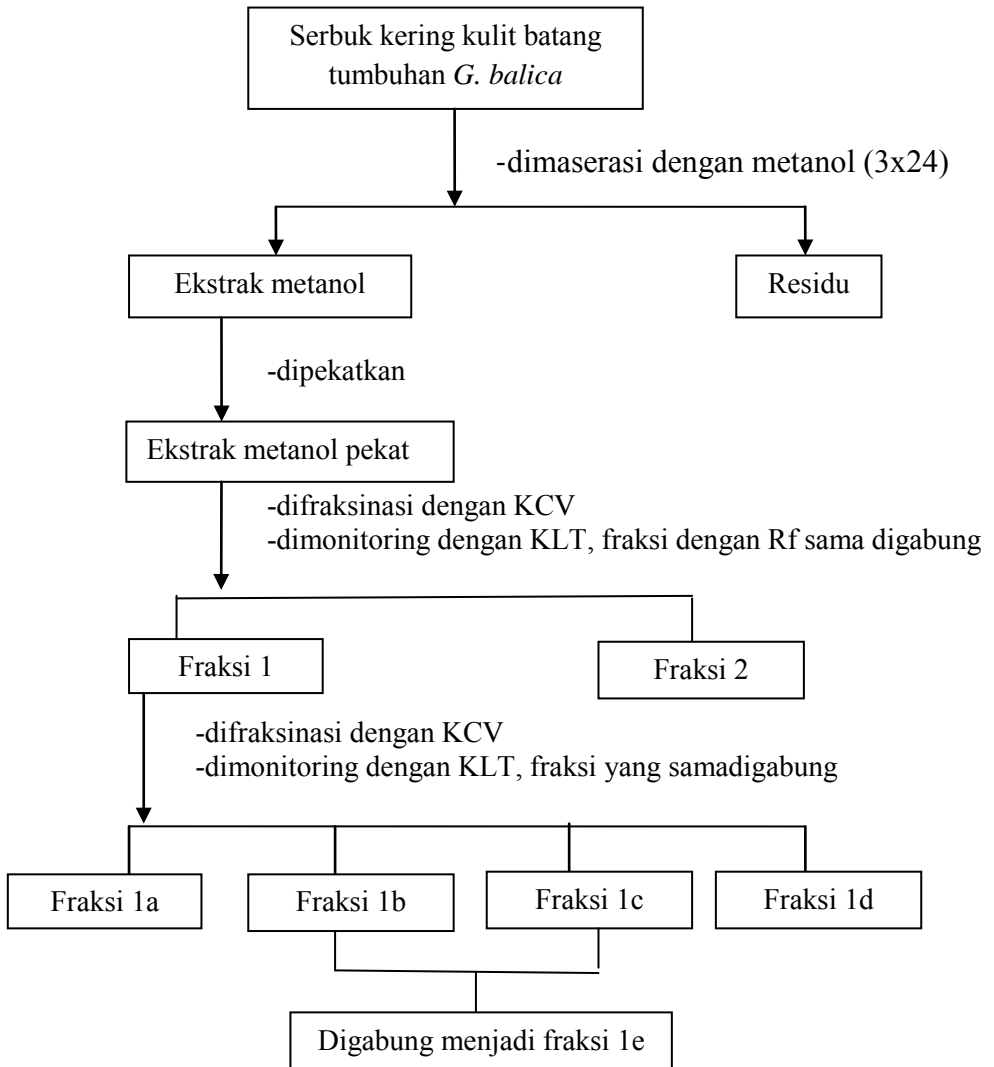 Serbuk kering kulit batang
tumbuhan G. balica
-dimaserasi dengan metanol (3x24)
Ekstrak metanol
Residu
-dipekatkan
Ekstrak metanol pekat
-difraksinasi dengan KCV
-dimonitoring dengan KLT, fraksi dengan Rf sama digabung
Fraksi 1
Fraksi 2
-difraksinasi dengan KCV
-dimonitoring dengan KLT, fraksi yang samadigabung
Fraksi 1a
Fraksi 1b
Fraksi 1c
Fraksi 1d
Digabung menjadi fraksi 1e